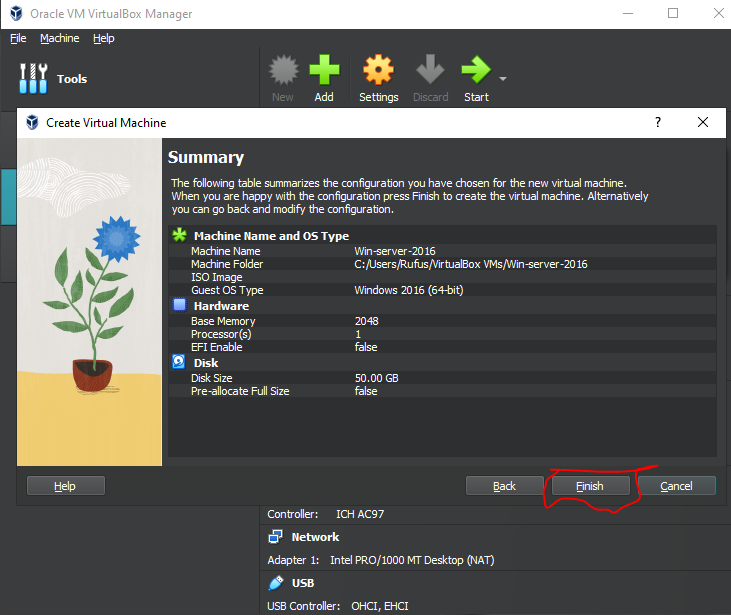 Oracle VM VirtualBox Manager
File Machine Help
Tools
New Add Settings Discard Start
Create Virtual Machine ?
Summary
The following table summarizes the configuration you have chosen for the new virtual machine.
When you are happy with the configuration press Finish to create the virtual machine. Alternatively
you can go back and modify the configuration.
Machine Name and OS Type
Machine Name Win-server-2016
Machine Folder C:/Users/Rufus/VirtualBox VMs/Win-server-2016
ISO Image
Guest OS Type Windows 2016 (64-bit)
Hardware
Base Memory 2048
Processor(s) 1
EFI Enable false
Disk
Disk Size 50.00 GB
Pre-allocate Full Size false
Help Back Finish Cancel
Controller: ICH AC97
Network
Adapter 1: Intel PRO/1000 MT Desktop (NAT)
USB
USB Controller: OHCI, EHCI